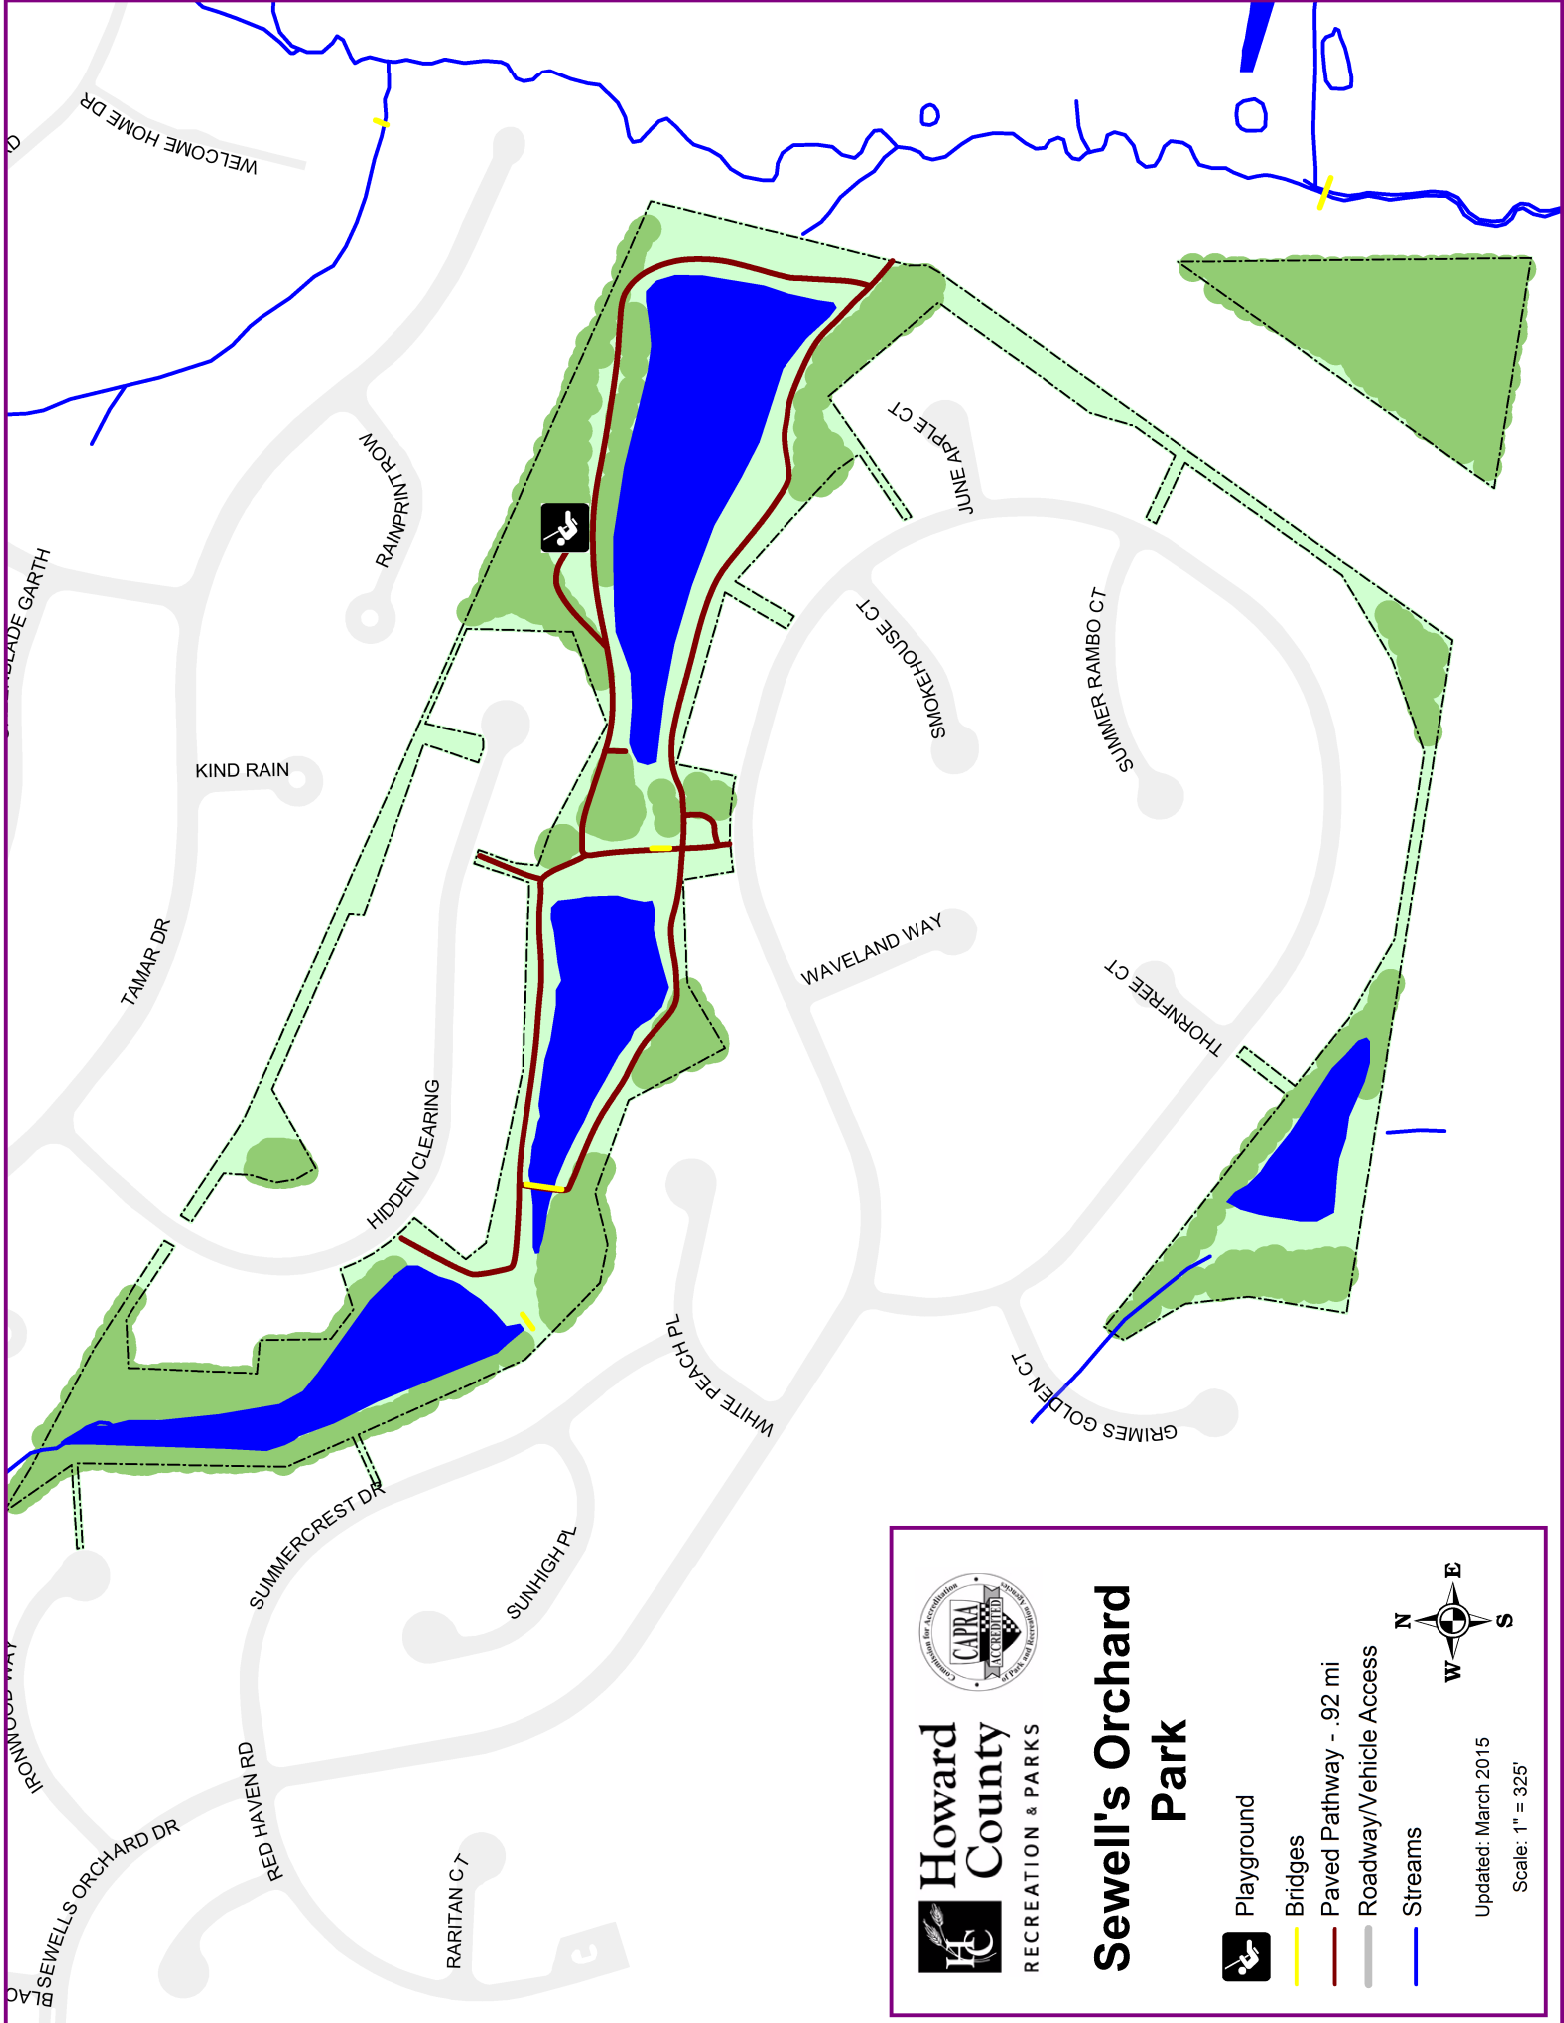 WELCOME HOME DR
RAINPRINT ROW
KIND RAIN
TAMAR DR
HIDDEN CLEARING
JUNE APPLE CT
SMOKEHOUSE CT
SUMMER RAMBO CT
WAVELAND WAY
THORNFREE CT
WHITE PEACH PL
GRIMES GOLDEN CT
SUMMERCREST DR
SUNHIGH PL
IRONWOOD WAY
RED HAVEN RD
SEWELLS ORCHARD DR
RARITAN CT
Howard
County
RECREATION & PARKS
Commission for Accreditation
CAPRA
ACCREDITED
of Park and Recreation Agencies
HC
Sewell's Orchard
Park
Playground
Bridges
Paved Pathway - .92 mi
Roadway/Vehicle Access
Streams
N
W E
S
Updated: March 2015
Scale: 1" = 325'